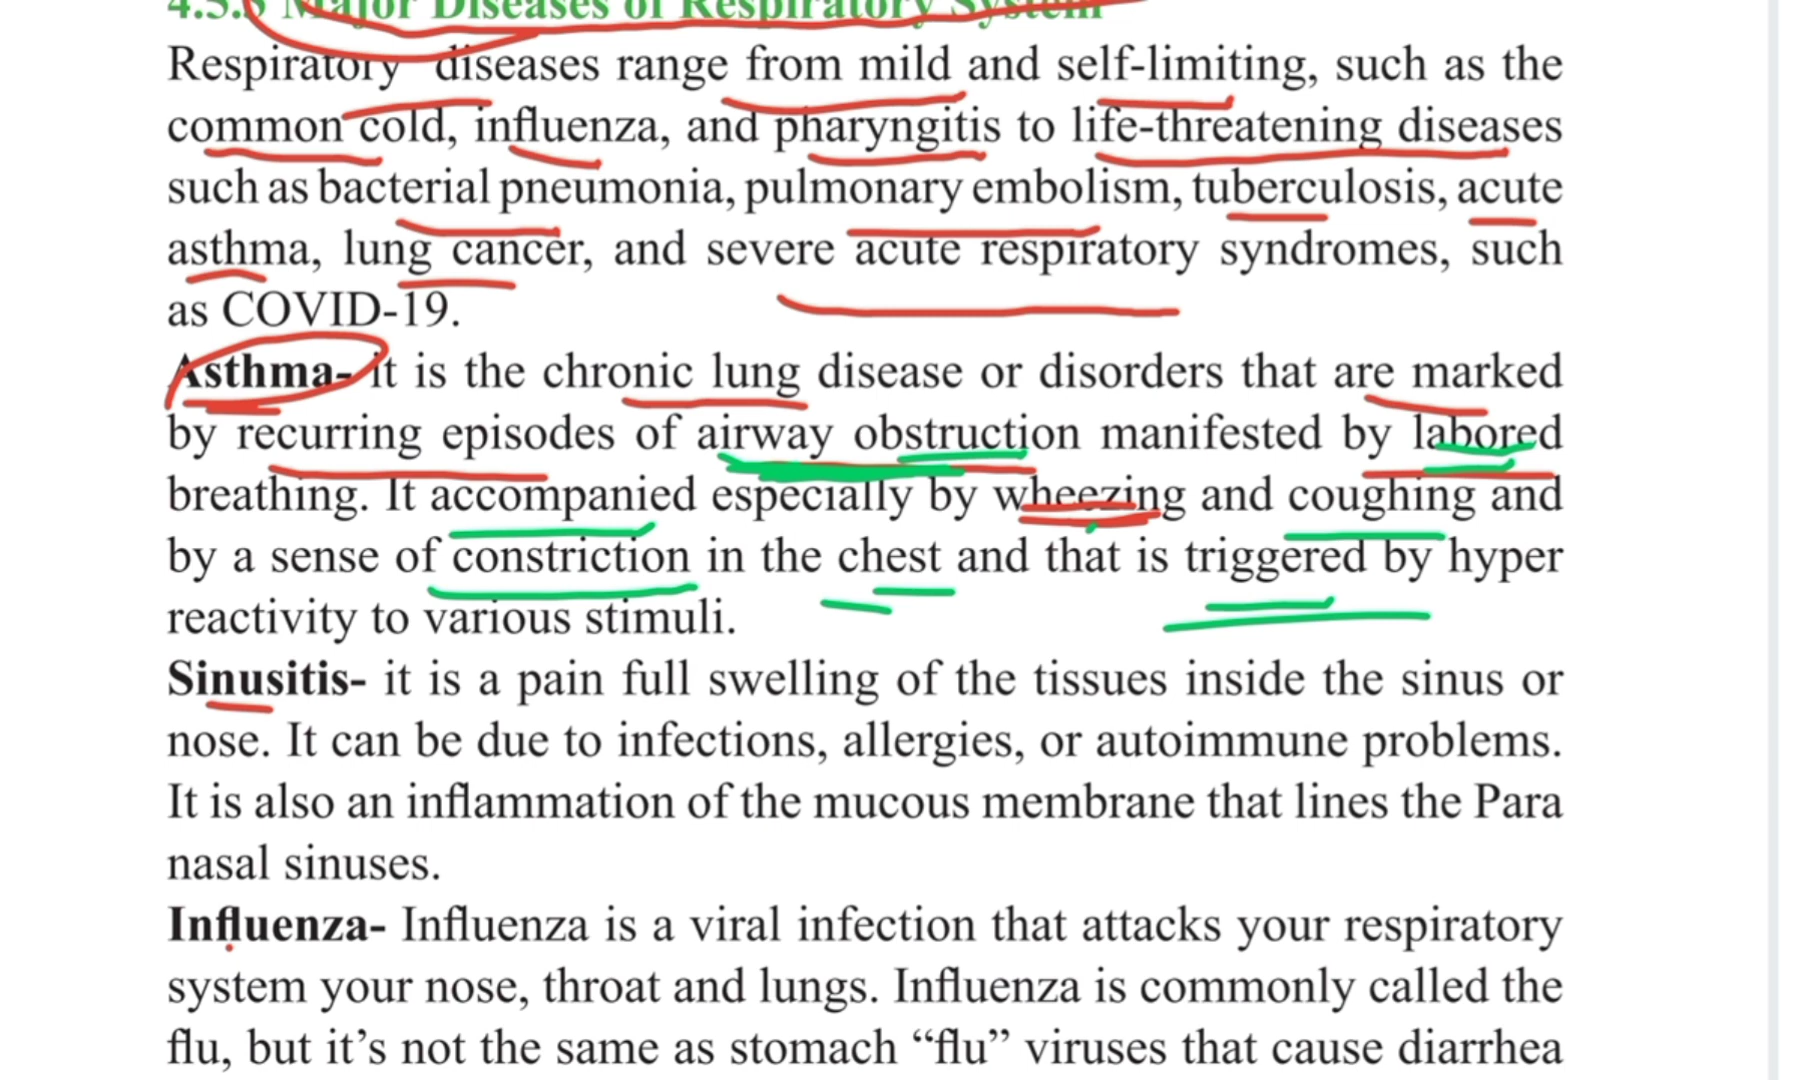 4.5.5 Major Diseases of Respiratory System
Respiratory diseases range from mild and self-limiting, such as the
common cold, influenza, and pharyngitis to life-threatening diseases
such as bacterial pneumonia, pulmonary embolism, tuberculosis, acute
asthma, lung cancer, and severe acute respiratory syndromes, such
as COVID-19.
Asthma- it is the chronic lung disease or disorders that are marked
by recurring episodes of airway obstruction manifested by labored
breathing. It accompanied especially by wheezing and coughing and
by a sense of constriction in the chest and that is triggered by hyper
reactivity to various stimuli.
Sinusitis- it is a pain full swelling of the tissues inside the sinus or
nose. It can be due to infections, allergies, or autoimmune problems.
It is also an inflammation of the mucous membrane that lines the Para
nasal sinuses.
Influenza- Influenza is a viral infection that attacks your respiratory
system your nose, throat and lungs. Influenza is commonly called the
flu, but it’s not the same as stomach “flu” viruses that cause diarrhea